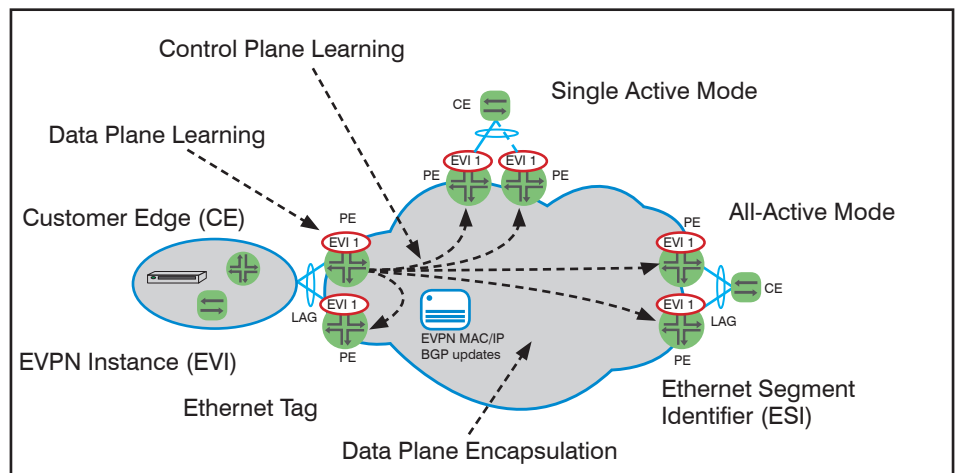 Control Plane Learning
Single Active Mode
CE
Data Plane Learning
EVI 1
EVI 1
PE
PE
Customer Edge (CE)
PE
All-Active Mode
PE
EVI 1
EVI 1
CE
EVI 1
EVI 1
LAG
LAG
EVPN MAC/IP
BGP updates
PE
PE
EVPN Instance (EVI)
Ethernet Tag
Ethernet Segment
Identifier (ESI)
Data Plane Encapsulation